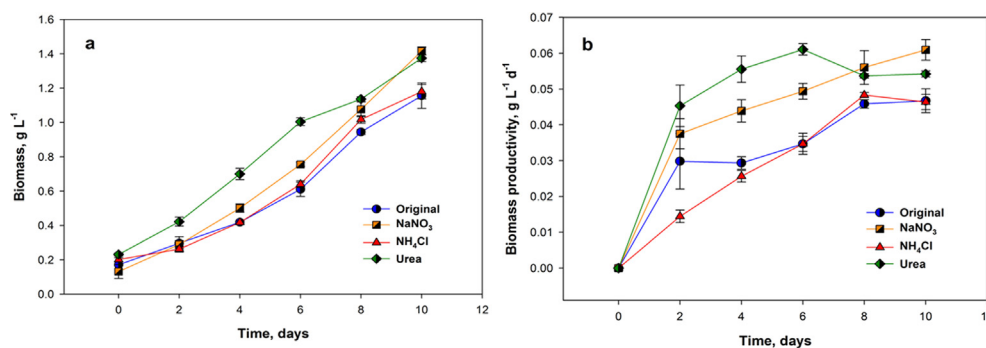 a
Biomass, g L-1
1.6
1.4
1.2
1.0
0.8
0.6
0.4
0.2
0.0
Original
NaNO3
NH4Cl
Urea
0 2 4 6 8 10 12
Time, days
b
Biomass productivity, g L-1 d-1
0.07
0.06
0.05
0.04
0.03
0.02
0.01
0.00
Original
NaNO3
NH4Cl
Urea
0 2 4 6 8 10
Time, days